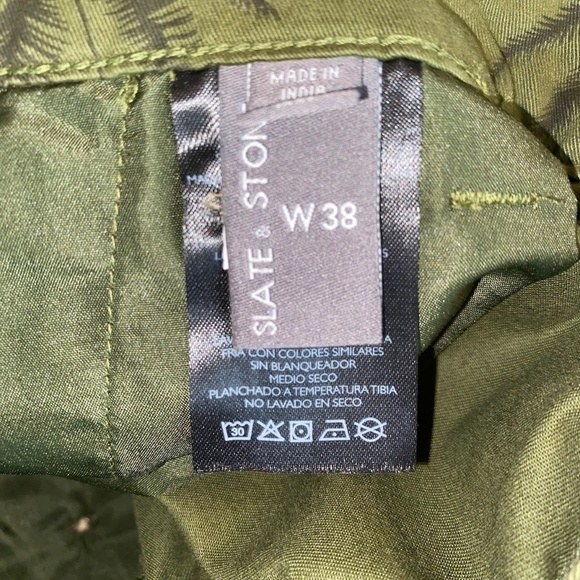 MADE IN
INDIA
SLATE & STON
W 38
FRIA CON COLORES SIMILARES
SIN BLANQUEADOR
MEDIO SECO
PLANCHADO A TEMPERATURA TIBIA
NO LAVADO EN SECO
30